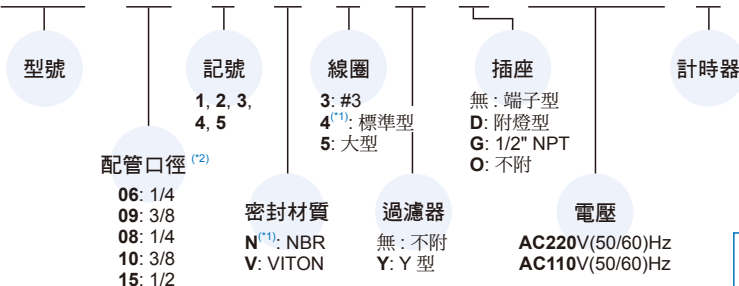 型號
記號
1, 2, 3,
4, 5
線圈
3: #3
4(*1): 標準型
5: 大型
插座
無 : 端子型
D: 附燈型
G: 1/2" NPT
O: 不附
計時器
配管口徑 (*2)
06: 1/4
09: 3/8
08: 1/4
10: 3/8
15: 1/2
密封材質
N(*1): NBR
V: VITON
過濾器
無 : 不附
Y: Y 型
電壓
AC220V(50/60)Hz
AC110V(50/60)Hz